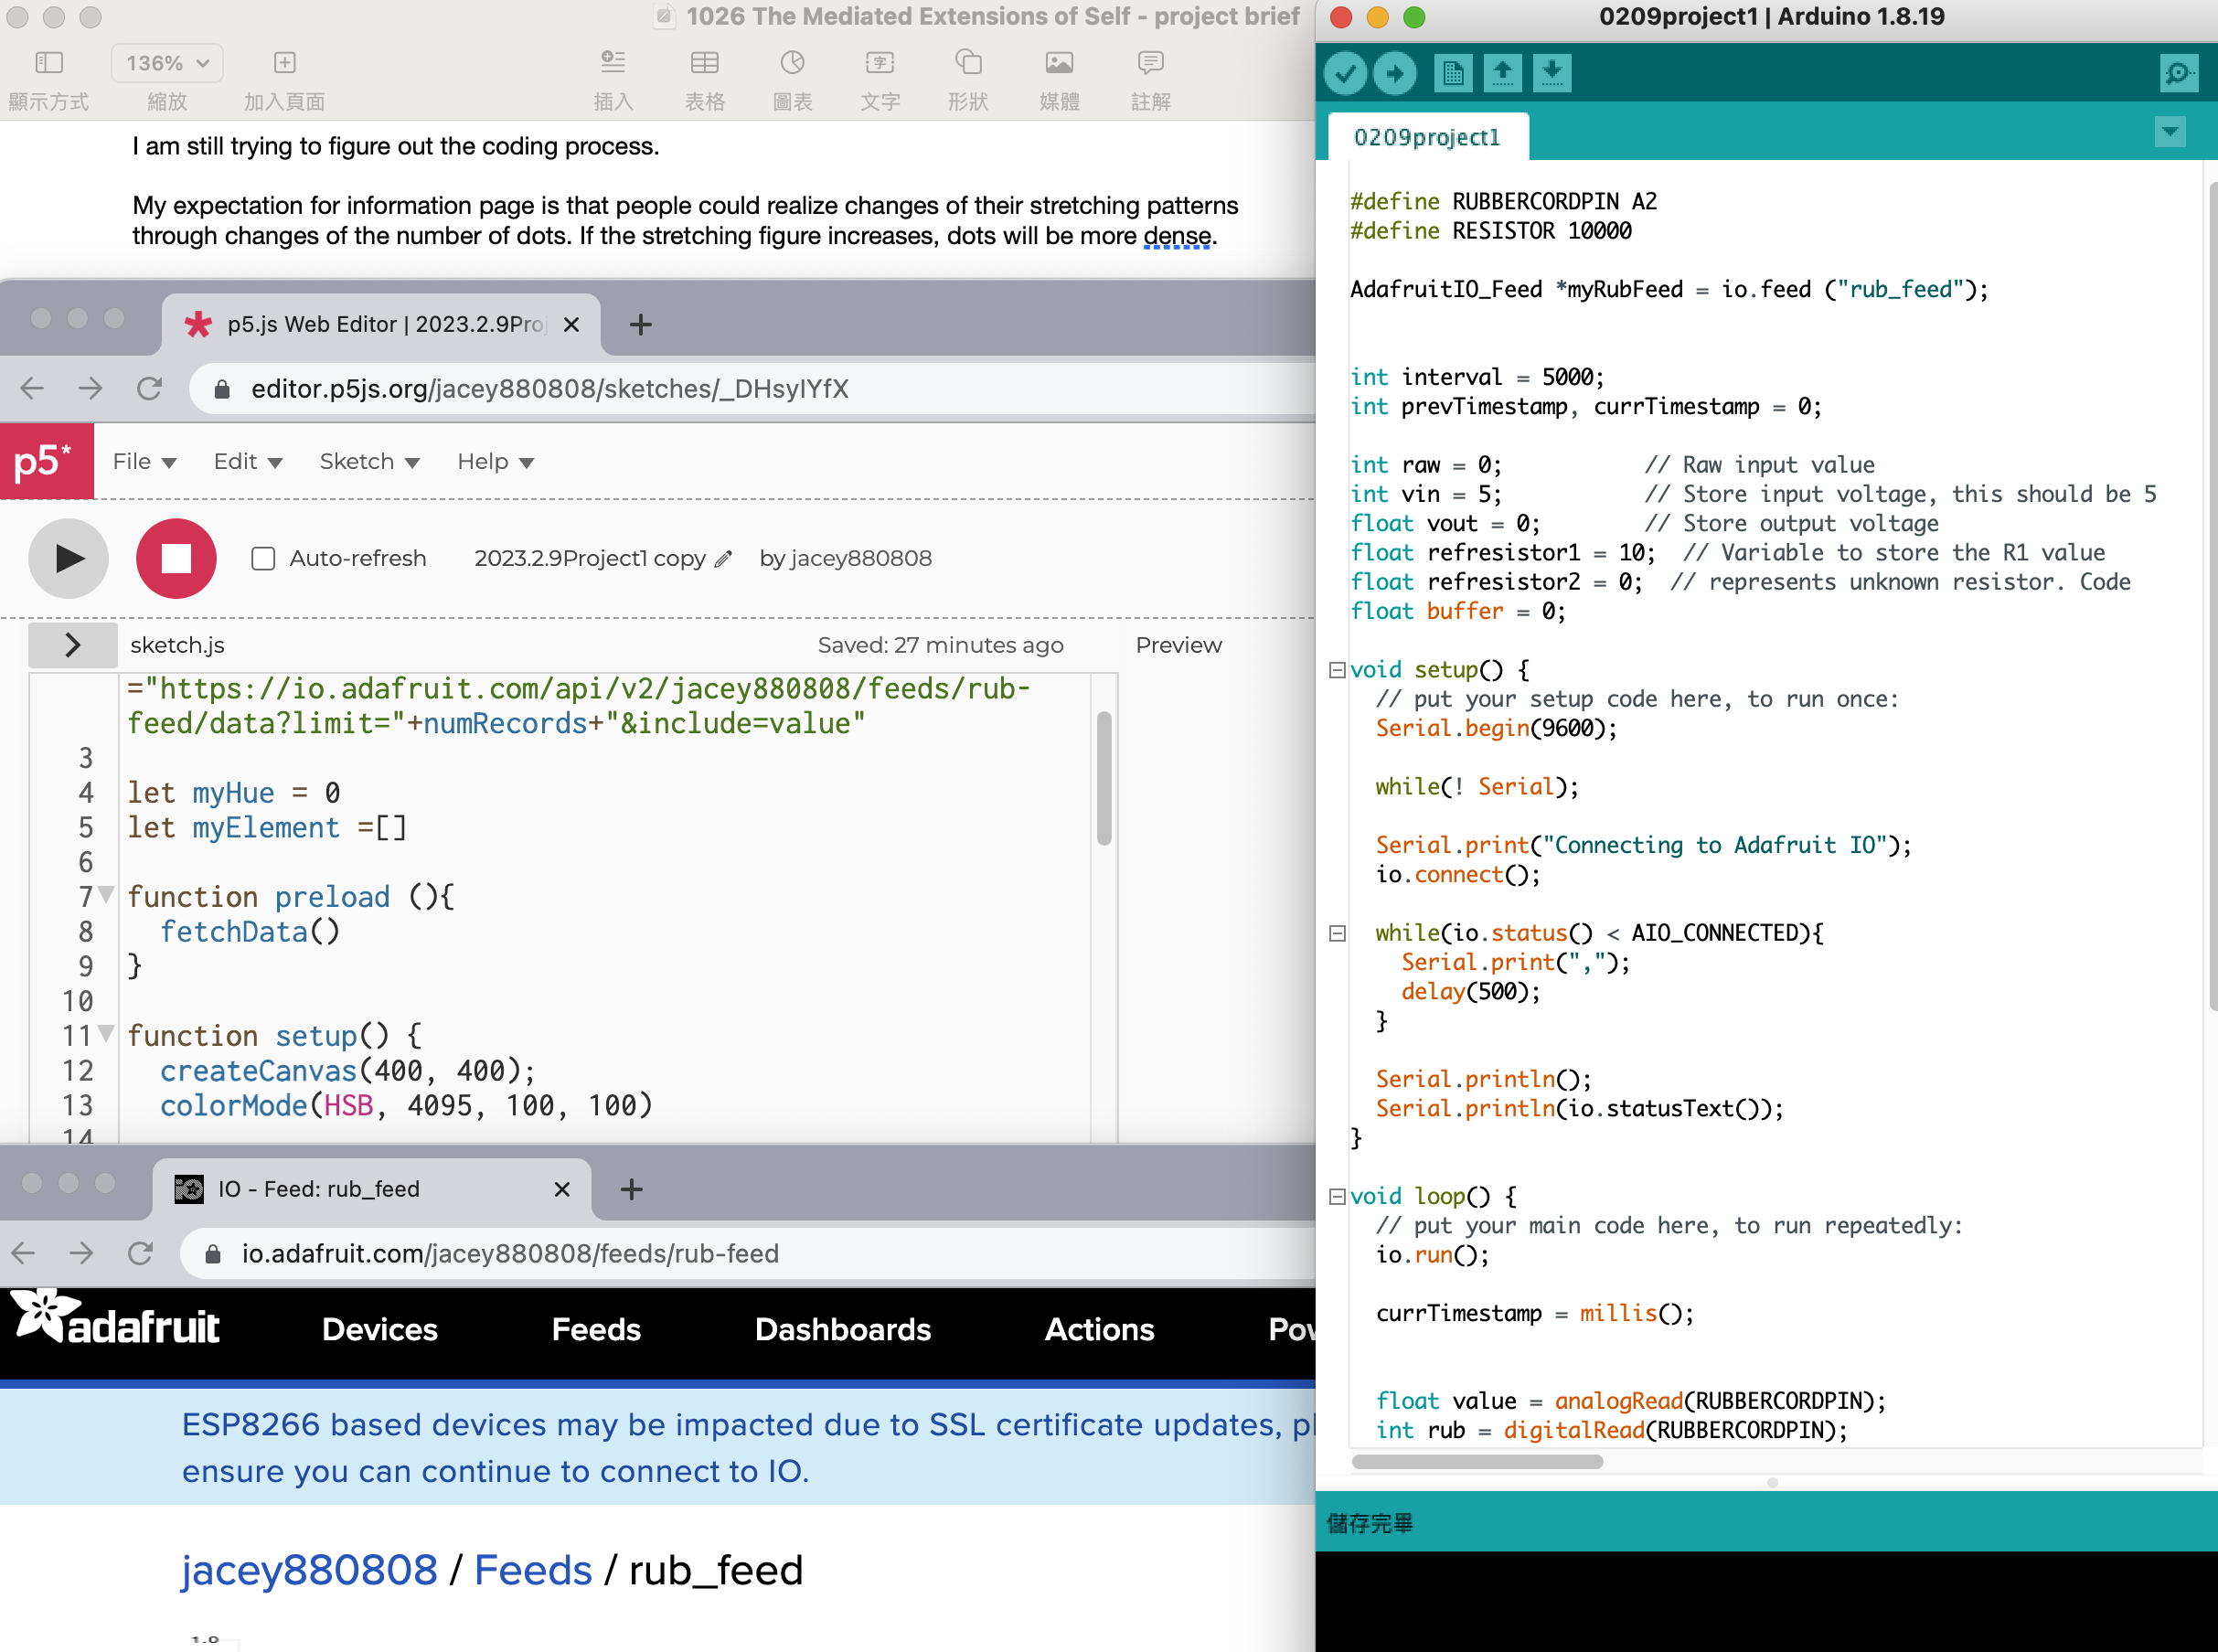 1026 The Mediated Extensions of Self - project brief
136%
顯示方式
縮放
加入頁面
插入
表格
圖表
文字
形狀
媒體
註解
I am still trying to figure out the coding process.
My expectation for information page is that people could realize changes of their stretching patterns
through changes of the number of dots. If the stretching figure increases, dots will be more dense.
p5.js Web Editor | 2023.2.9Proj
editor.p5js.org/jacey880808/sketches/_DHsyIYfX
p5*
File
Edit
Sketch
Help
Auto-refresh
2023.2.9Project1 copy
by jacey880808
sketch.js
Saved: 27 minutes ago
Preview
="https://io.adafruit.com/api/v2/jacey880808/feeds/rub-
feed/data?limit="+numRecords+"&include=value"
3
4 let myHue = 0
5 let myElement =[]
6
7 function preload (){
8 fetchData()
9 }
10
11 function setup() {
12 createCanvas(400, 400);
13 colorMode(HSB, 4095, 100, 100)
14
IO - Feed: rub_feed
io.adafruit.com/jacey880808/feeds/rub-feed
adafruit
Devices
Feeds
Dashboards
Actions
ESP8266 based devices may be impacted due to SSL certificate updates,
ensure you can continue to connect to IO.
jacey880808 / Feeds / rub_feed
0209project1 | Arduino 1.8.19
0209project1
#define RUBBERCORDPIN A2
#define RESISTOR 10000
AdafruitIO_Feed *myRubFeed = io.feed ("rub_feed");
int interval = 5000;
int prevTimestamp, currTimestamp = 0;
int raw = 0; // Raw input value
int vin = 5; // Store input voltage, this should be 5
float vout = 0; // Store output voltage
float refresistor1 = 10; // Variable to store the R1 value
float refresistor2 = 0; // represents unknown resistor. Code
float buffer = 0;
void setup() {
// put your setup code here, to run once:
Serial.begin(9600);
while(! Serial);
Serial.print("Connecting to Adafruit IO");
io.connect();
while(io.status() < AIO_CONNECTED){
Serial.print(",");
delay(500);
}
Serial.println();
Serial.println(io.statusText());
}
void loop() {
// put your main code here, to run repeatedly:
io.run();
currTimestamp = millis();
float value = analogRead(RUBBERCORDPIN);
int rub = digitalRead(RUBBERCORDPIN);
儲存完畢